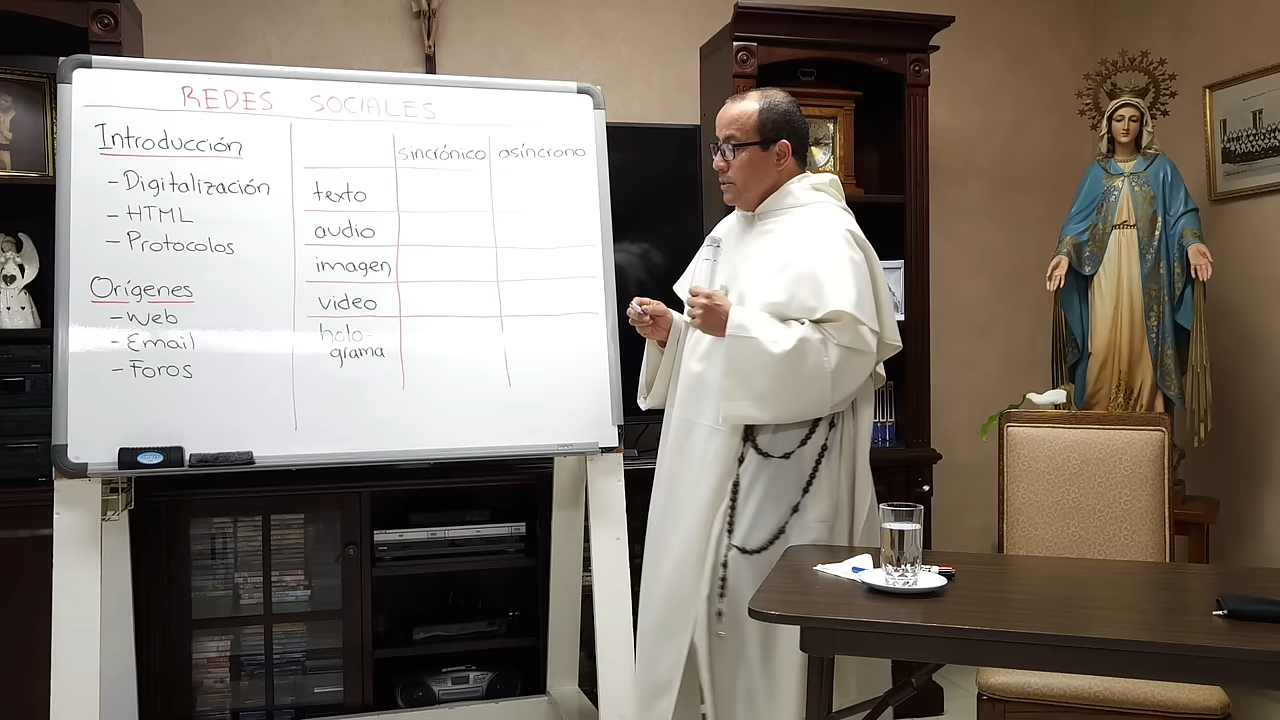 REDES SOCIALES
Introducción
- Digitalización
- HTML
- Protocolos
Orígenes
- Web
- Email
- Foros
sincrónico asíncrono
texto
audio
imagen
video
holo-
grama